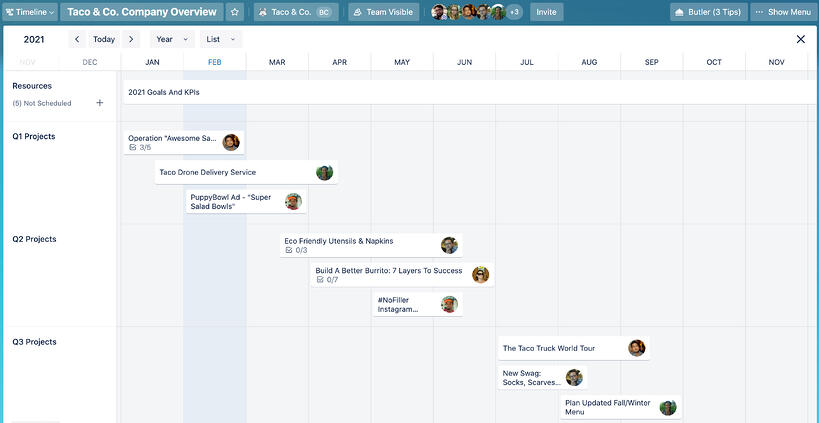 Timeline
Taco & Co. Company Overview
Taco & Co. BC
Team Visible
+3
Invite
Butler (3 Tips)
Show Menu
2021
Today
Year
List
NOV DEC JAN FEB MAR APR MAY JUN JUL AUG SEP OCT NOV
Resources
(5) Not Scheduled
2021 Goals And KPIs
Q1 Projects
Operation "Awesome Sa...
3/5
Taco Drone Delivery Service
PuppyBowl Ad - "Super
Salad Bowls"
Q2 Projects
Eco Friendly Utensils & Napkins
0/3
Build A Better Burrito: 7 Layers To Success
0/7
#NoFiller
Instagram...
Q3 Projects
The Taco Truck World Tour
New Swag:
Socks, Scarves...
Plan Updated Fall/Winter
Menu